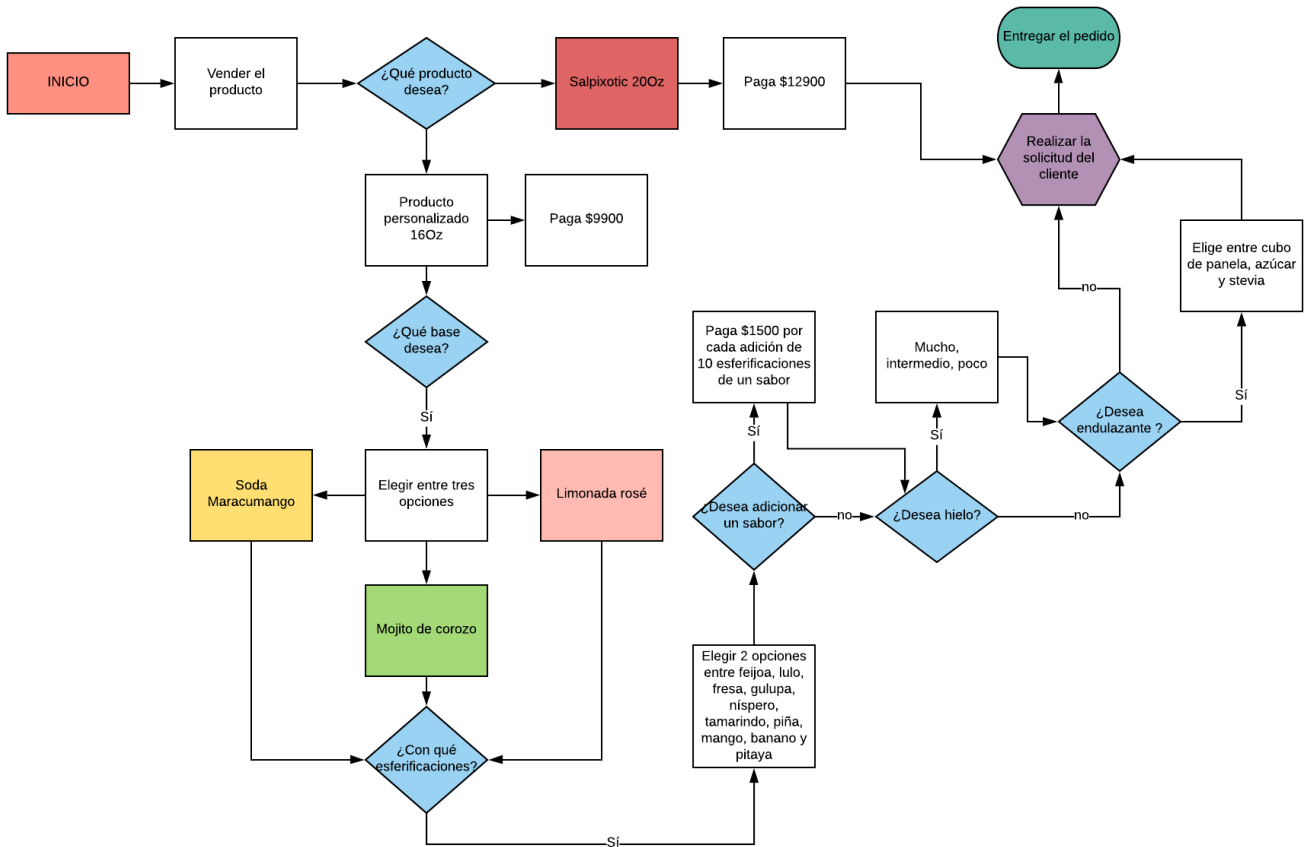 INICIO
Vender el
producto
¿Qué producto
desea?
Salpixotic 20Oz
Paga $12900
Entregar el pedido
Realizar la
solicitud del
cliente
Producto
personalizado
16Oz
Paga $9900
Elige entre cubo
de panela, azúcar
y stevia
no
¿Qué base
desea?
Paga $1500 por
cada adición de
10 esferificaciones
de un sabor
Mucho,
intermedio, poco
Sí
¿Desea
endulazante ?
Sí
Sí
Sí
Soda
Maracumango
Elegir entre tres
opciones
Limonada rosé
¿Desea adicionar
un sabor?
no
¿Desea hielo?
no
Mojito de corozo
Elegir 2 opciones
entre feijoa, lulo,
fresa, gulupa,
níspero,
tamarindo, piña,
mango, banano y
pitaya
¿Con qué
esferificaciones?
Sí